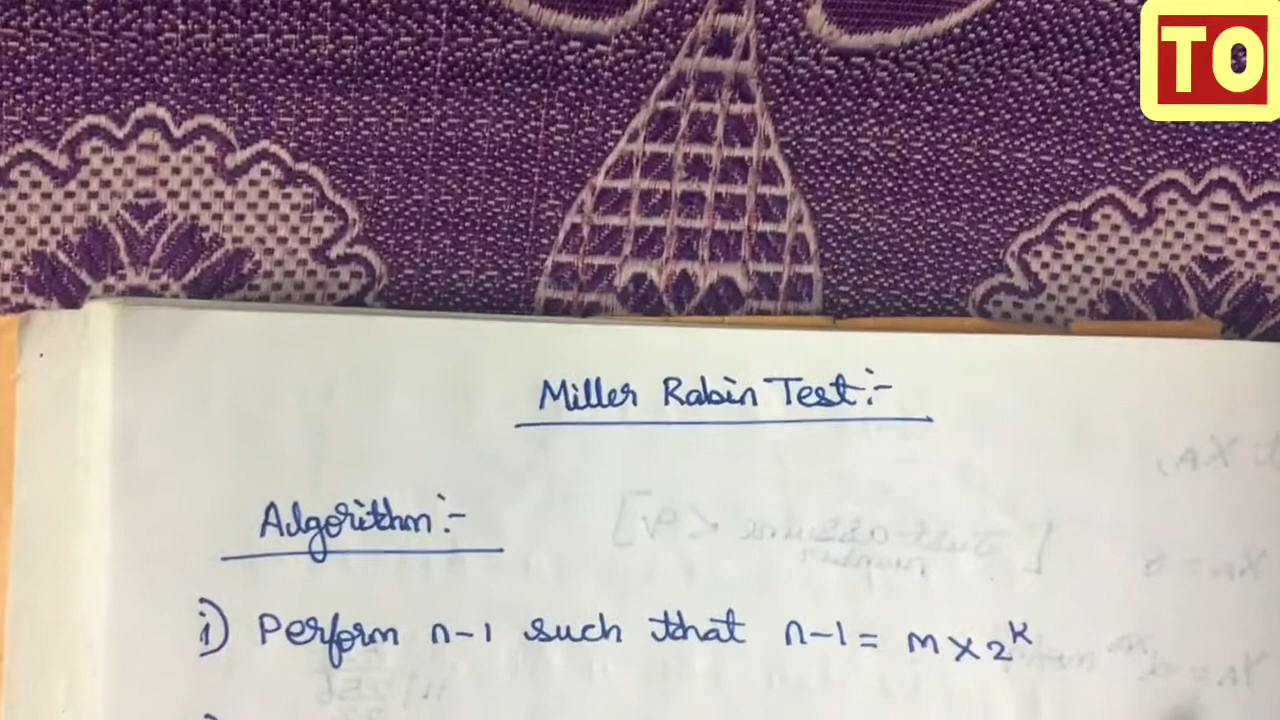 TO
Miller Rabin Test:-
Algorithm:-
i) Perform n-1 such that n-1 = m×2^k